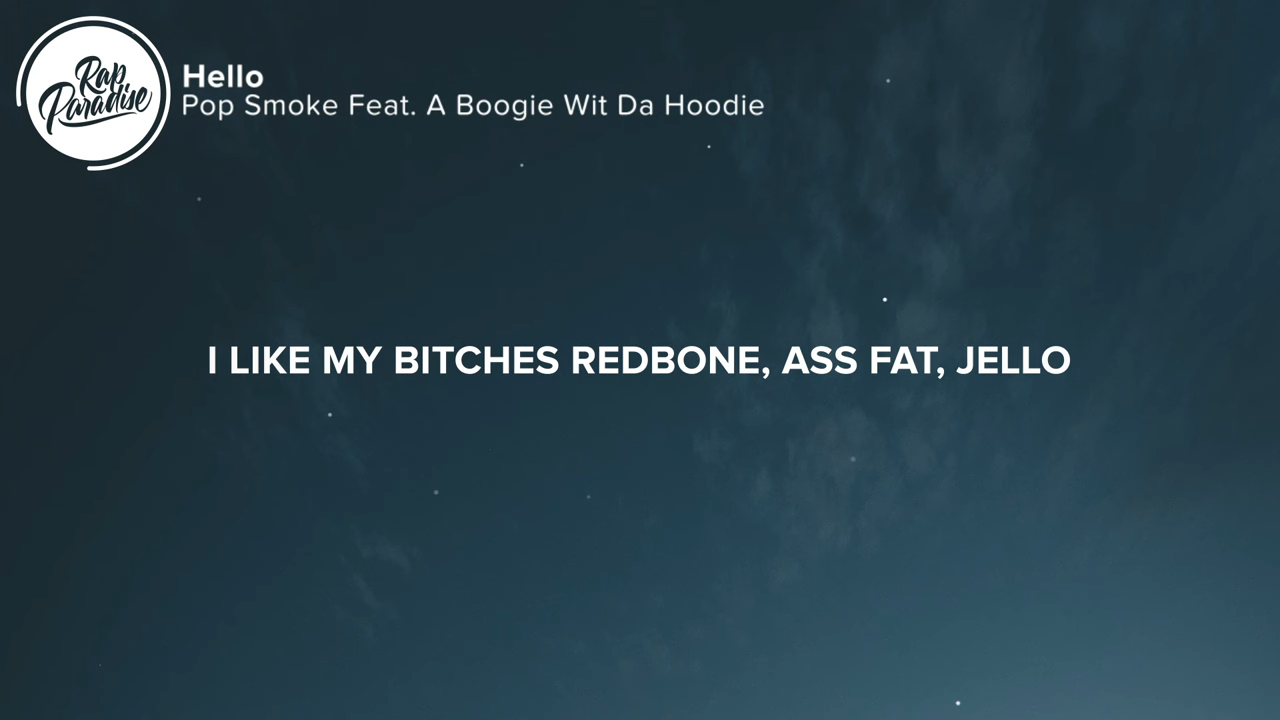 Rap
Paradise
Hello
Pop Smoke Feat. A Boogie Wit Da Hoodie
I LIKE MY BITCHES REDBONE, ASS FAT, JELLO